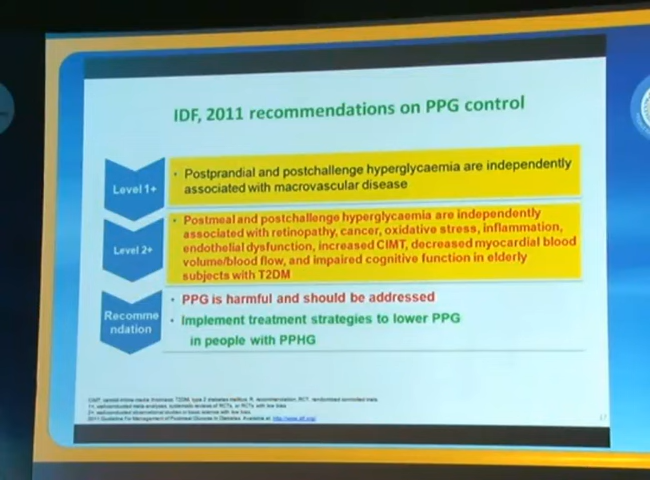 IDF, 2011 recommendations on PPG control
Level 1+
• Postprandial and postchallenge hyperglycaemia are independently
associated with macrovascular disease
Level 2+
• Postmeal and postchallenge hyperglycaemia are independently
associated with retinopathy, cancer, oxidative stress, inflammation,
endothelial dysfunction, increased CIMT, decreased myocardial blood
volume/blood flow, and impaired cognitive function in elderly
subjects with T2DM
Recomme
ndation
• PPG is harmful and should be addressed
• Implement treatment strategies to lower PPG
in people with PPHG